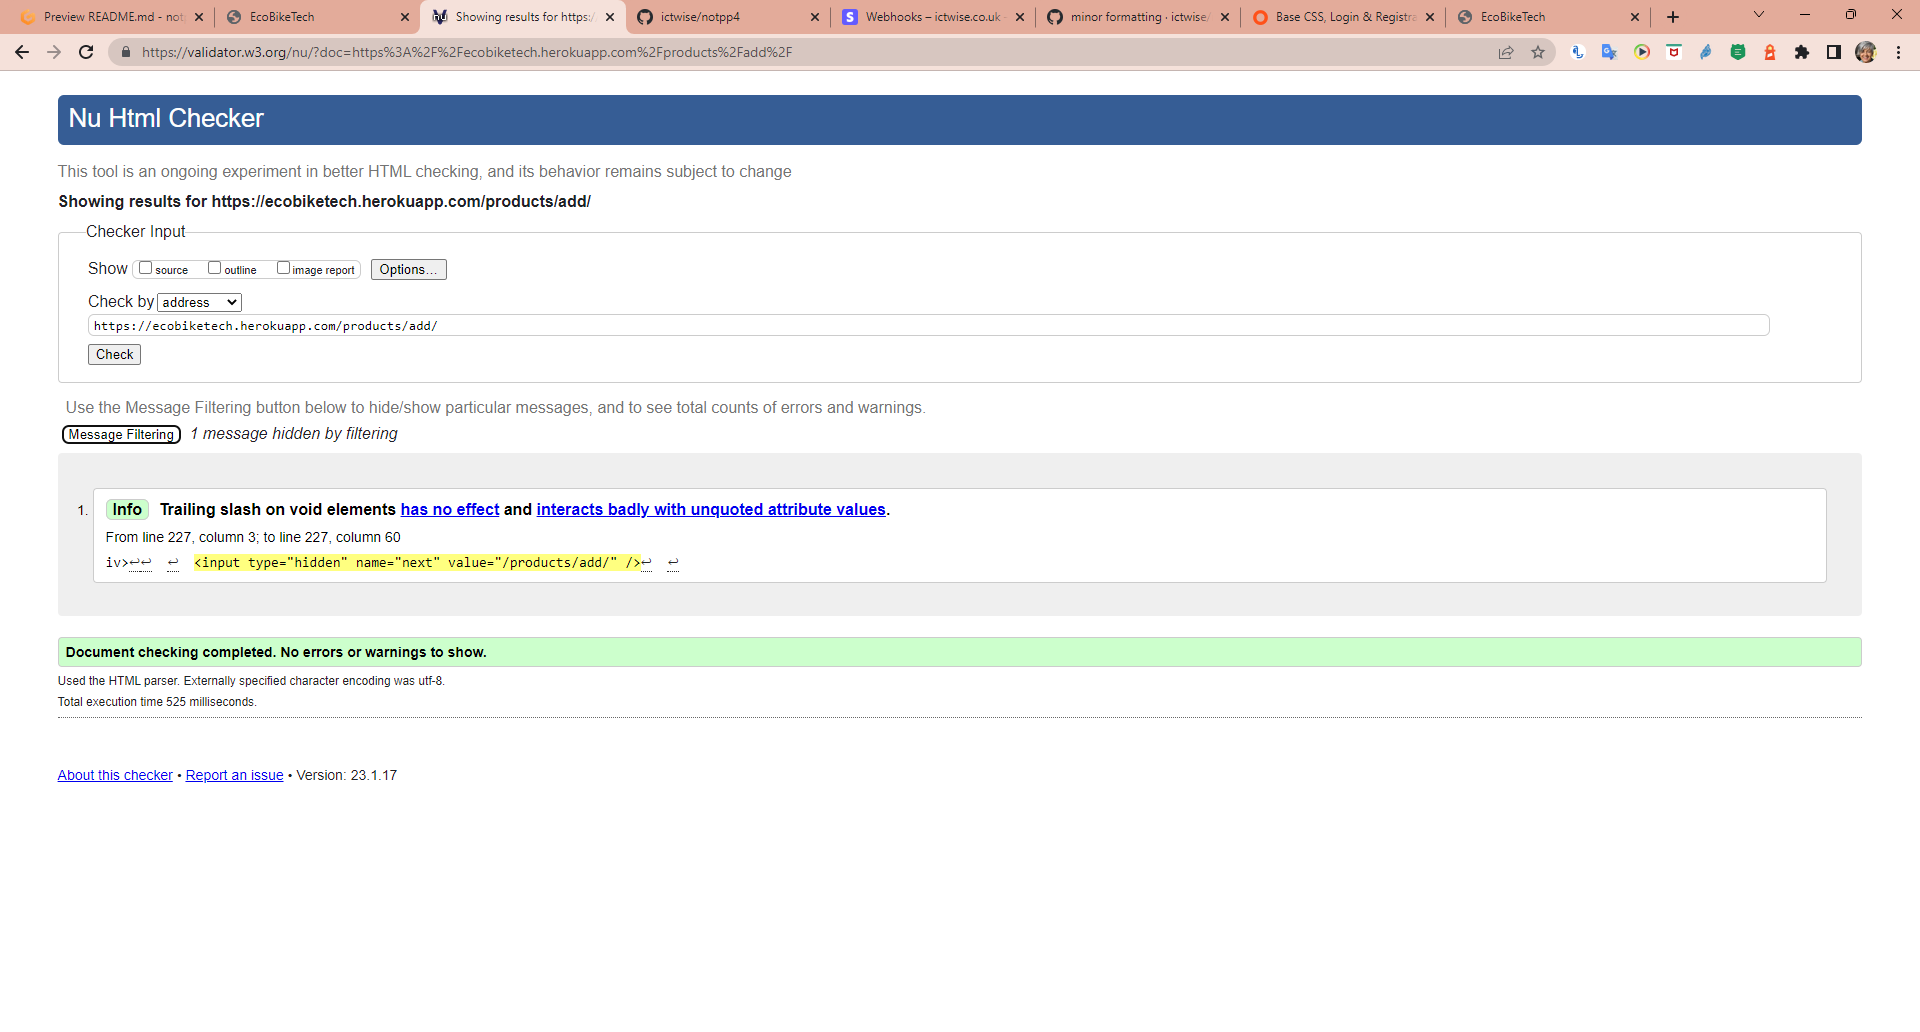 Preview README.md - notp
EcoBikeTech
Showing results for https:/
ictwise/notpp4
Webhooks – ictwise.co.uk
minor formatting · ictwise/
Base CSS, Login & Registra
EcoBikeTech
https://validator.w3.org/nu/?doc=https%3A%2F%2Fecobiketech.herokuapp.com%2Fproducts%2Fadd%2F
Nu Html Checker
This tool is an ongoing experiment in better HTML checking, and its behavior remains subject to change
Showing results for https://ecobiketech.herokuapp.com/products/add/
Checker Input
Show source outline image report Options...
Check by address
https://ecobiketech.herokuapp.com/products/add/
Check
Use the Message Filtering button below to hide/show particular messages, and to see total counts of errors and warnings.
Message Filtering 1 message hidden by filtering
1. Info Trailing slash on void elements has no effect and interacts badly with unquoted attribute values.
From line 227, column 3; to line 227, column 60
iv>↩↩ ↩ <input type="hidden" name="next" value="/products/add/" />↩ ↩
Document checking completed. No errors or warnings to show.
Used the HTML parser. Externally specified character encoding was utf-8.
Total execution time 525 milliseconds.
About this checker • Report an issue • Version: 23.1.17